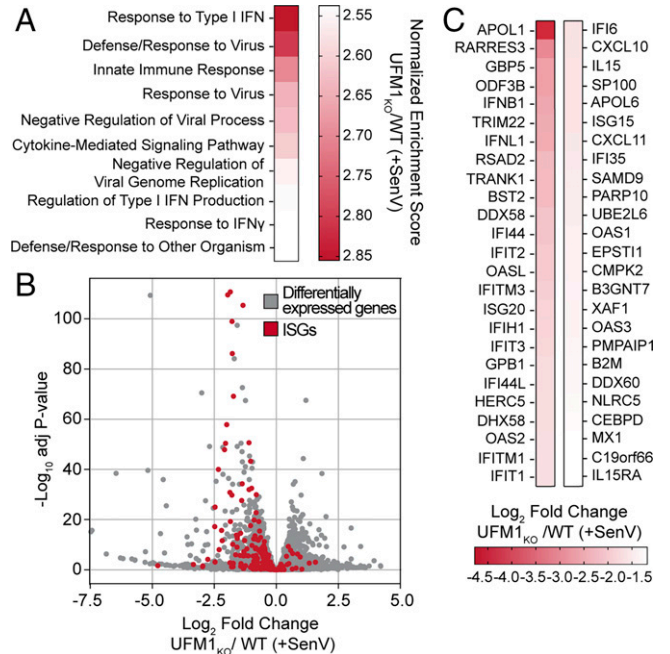 A
Response to Type I IFN
Defense/Response to Virus
Innate Immune Response
Response to Virus
Negative Regulation of Viral Process
Cytokine-Mediated Signaling Pathway
Negative Regulation of
Viral Genome Replication
Regulation of Type I IFN Production
Response to IFNγ
Defense/Response to Other Organism
2.55
2.60
2.65
2.70
2.75
2.80
2.85
Normalized Enrichment Score
UFM1KO/WT (+SenV)
B
Differentially
expressed genes
ISGs
-Log10 adj P-value
100
80
60
40
20
0
-7.5
-5.0
-2.5
0.0
2.5
5.0
Log2 Fold Change
UFM1KO/ WT (+SenV)
C
APOL1
RARRES3
GBP5
ODF3B
IFNB1
TRIM22
IFNL1
RSAD2
TRANK1
BST2
DDX58
IFI44
IFIT2
OASL
IFITM3
ISG20
IFIH1
IFIT3
GPB1
IFI44L
HERC5
DHX58
OAS2
IFITM1
IFIT1
IFI6
CXCL10
IL15
SP100
APOL6
ISG15
CXCL11
IFI35
SAMD9
PARP10
UBE2L6
OAS1
EPSTI1
CMPK2
B3GNT7
XAF1
OAS3
PMPAIP1
B2M
DDX60
NLRC5
CEBPD
MX1
C19orf66
IL15RA
Log2 Fold Change
UFM1KO /WT (+SenV)
-4.5 -4.0 -3.5 -3.0 -2.5 -2.0 -1.5